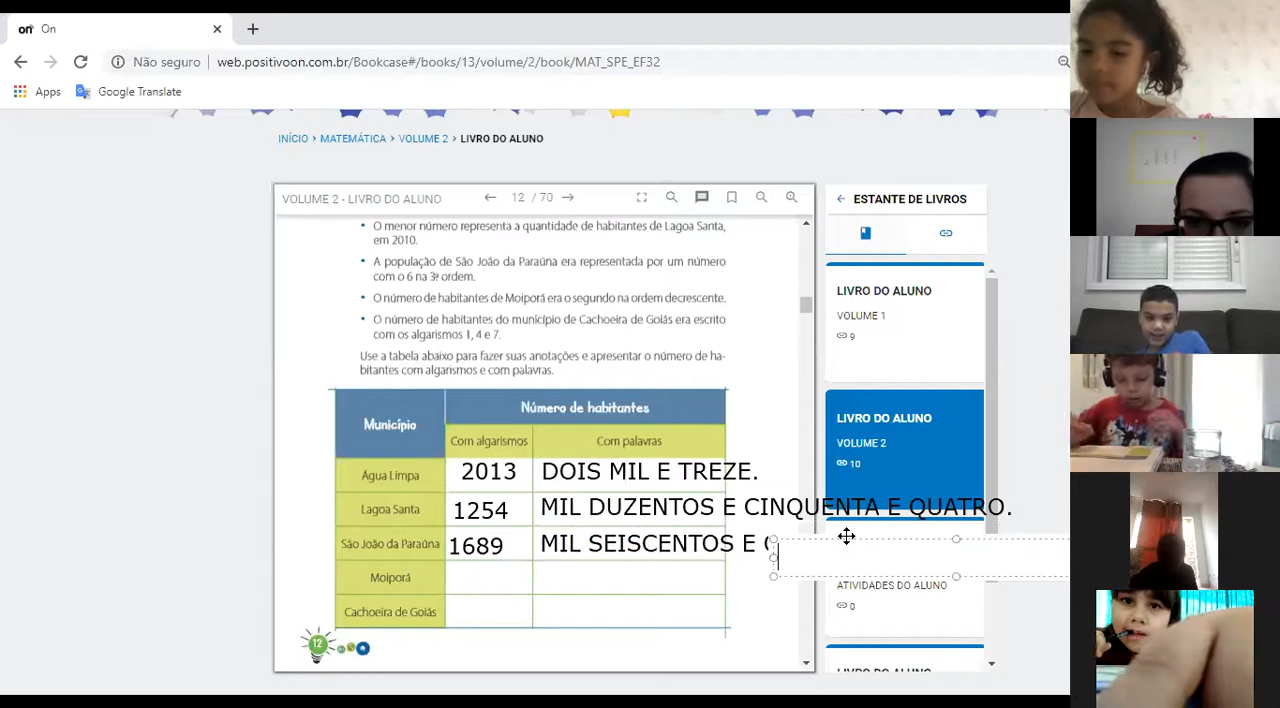 on On
Não seguro web.positivoon.com.br/Bookcase#/books/13/volume/2/book/MAT_SPE_EF32
Apps Google Translate
INÍCIO > MATEMÁTICA > VOLUME 2 > LIVRO DO ALUNO
VOLUME 2 - LIVRO DO ALUNO 12 / 70
• O menor número representa a quantidade de habitantes de Lagoa Santa,
em 2010.
• A população de São João da Paraúna era representada por um número
com o 6 na 3ª ordem.
• O número de habitantes de Moiporá era o segundo na ordem decrescente.
• O número de habitantes do município de Cachoeira de Goiás era escrito
com os algarismos 1, 4 e 7.
Use a tabela abaixo para fazer suas anotações e apresentar o número de ha-
bitantes com algarismos e com palavras.
Município
Número de habitantes
Com algarismos Com palavras
Água Limpa 2013 DOIS MIL E TREZE.
Lagoa Santa 1254 MIL DUZENTOS E CINQUENTA E QUATRO.
São João da Paraúna 1689 MIL SEISCENTOS E
Moiporá
Cachoeira de Goiás
12
ESTANTE DE LIVROS
LIVRO DO ALUNO
VOLUME 1
9
LIVRO DO ALUNO
VOLUME 2
10
ATIVIDADES DO ALUNO
0
LIVRO DO ALUNO